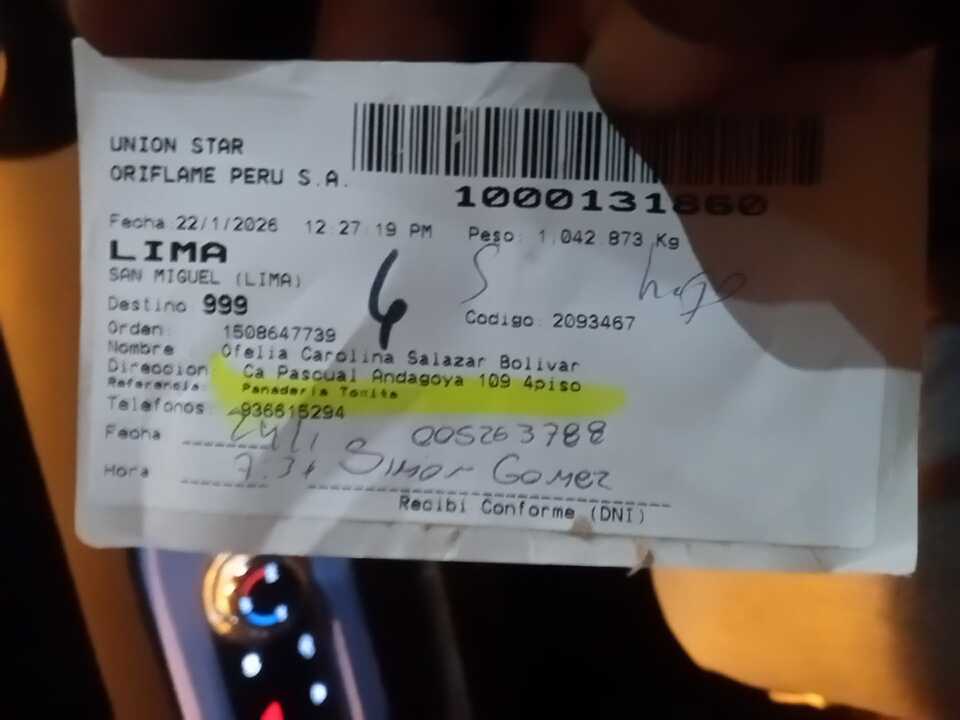 UNION STAR
ORIFLAME PERU S.A.
1000131860
Fecha 22/1/2026 12:27:19 PM Peso: 1,042.873 Kg
LIMA
SAN MIGUEL (LIMA)
6
Destino 999
Codigo: 2093467
Orden: 1508647739
Nombre Ofelia Carolina Salazar Bolivar
Direccion: Ca Pascual Andagoya 109 4piso
Referencia: Panaderia Tonita
Telefonos: 936615294
Fecha 24/1 005263788
Hora 7:34 Simon Gomez
Recibi Conforme (DNI)